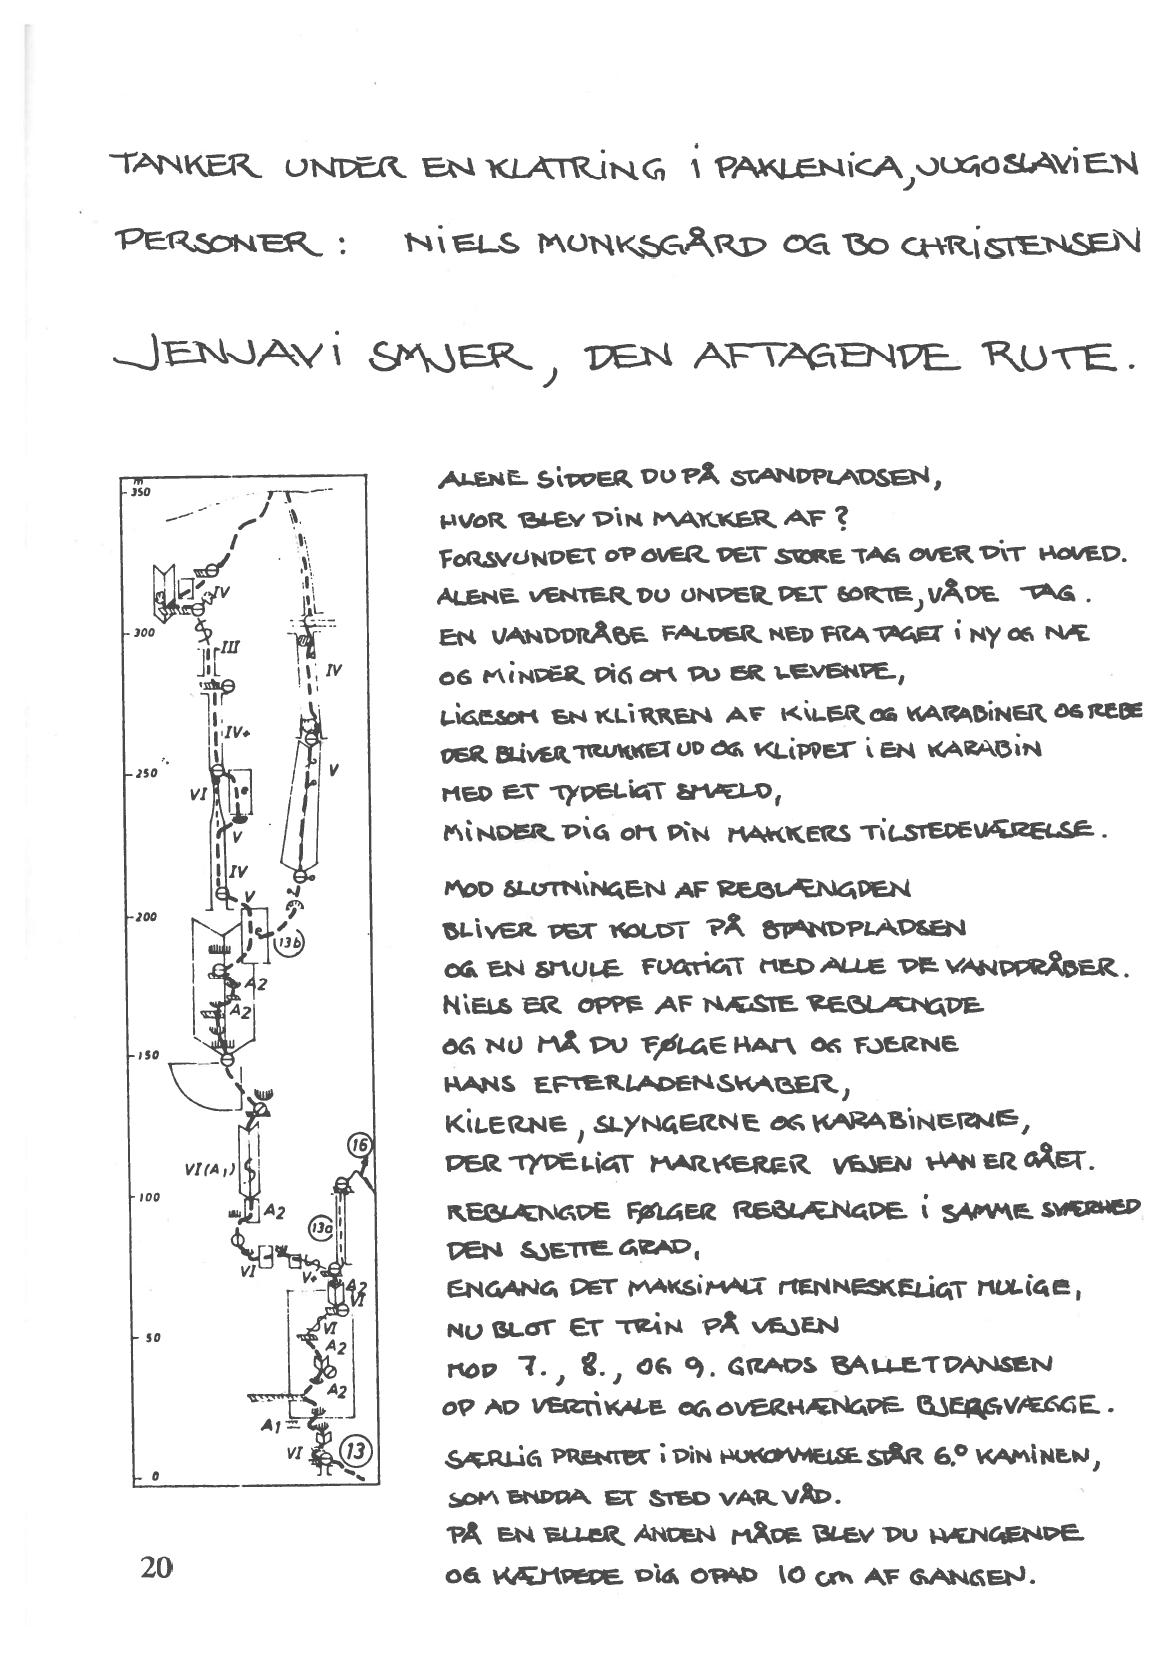 TANKER UNDER EN KLATRING I PAKLENICA, JUGOSLAVIEN
PERSONER: NIELS MUNKSGÅRD OG BO CHRISTENSEN
JENJAVI SMJER, DEN AFTAGENDE RUTE.
ALENE SIDDER DU PÅ STANDPLADSEN,
HVOR BLEV DIN MAKKER AF?
FORSVUNDET OP OVER DET STORE TAG OVER DIT HOVED.
ALENE VENTER DU UNDER DET SORTE, VÅDE TAG.
EN VANDDRÅBE FALDER NED FRA TAGET I NY OG NÆ
OG MINDER DIG OM DU ER LEVENDE,
LIGESOM EN KLIRREN AF KILER OG KARABINER OG REBE
DER BLIVER TRUKKET UD OG KLIPPET I EN KARABIN
MED ET TYDELIGT SMÆLD,
MINDER DIG OM DIN MAKKERS TILSTEDEVÆRELSE.
MOD SLUTNINGEN AF REBLÆNGDEN
BLIVER DET KOLDT PÅ STANDPLADSEN
OG EN SMULE FUGTIGT MED ALLE DE VANDDRÅBER.
NIELS ER OPPE AF NÆSTE REBLÆNGDE
OG NU MÅ DU FØLGE HAM OG FJERNE
HANS EFTERLADENSKABER,
KILERNE, SLYNGERNE OG KARABINERNE,
DER TYDELIGT MARKERER VEJEN HAN ER GÅET.
REBLÆNGDE FØLGER REBLÆNGDE I SAMME SVÆRHED
DEN SJETTE GRAD,
ENGANG DET MAKSIMALT MENNESKELIGT MULIGE,
NU BLOT ET TRIN PÅ VEJEN
MOD 7., 8., OG 9. GRADS BALLETDANSEN
OP AD VERTIKALE OG OVERHÆNGDE BJERGVÆGGE.
SÆRLIG PRENTET I DIN HUKOMMELSE STÅR 6.° KAMINEN,
SOM ENDDA ET STED VAR VÅD.
PÅ EN ELLER ANDEN MÅDE BLEV DU HÆNGENDE
OG KÆMPEDE DIG OPAD 10 cm AF GANGEN.
m
350
IV
300
III
IV
IV+
250
VI
V
V
IV
V
200
13b
A2
A2
150
16
VI (A1)
100
A2
13a
VI
V+
A2
VI
VI
50
A2
A2
A1
VI
13
0
20